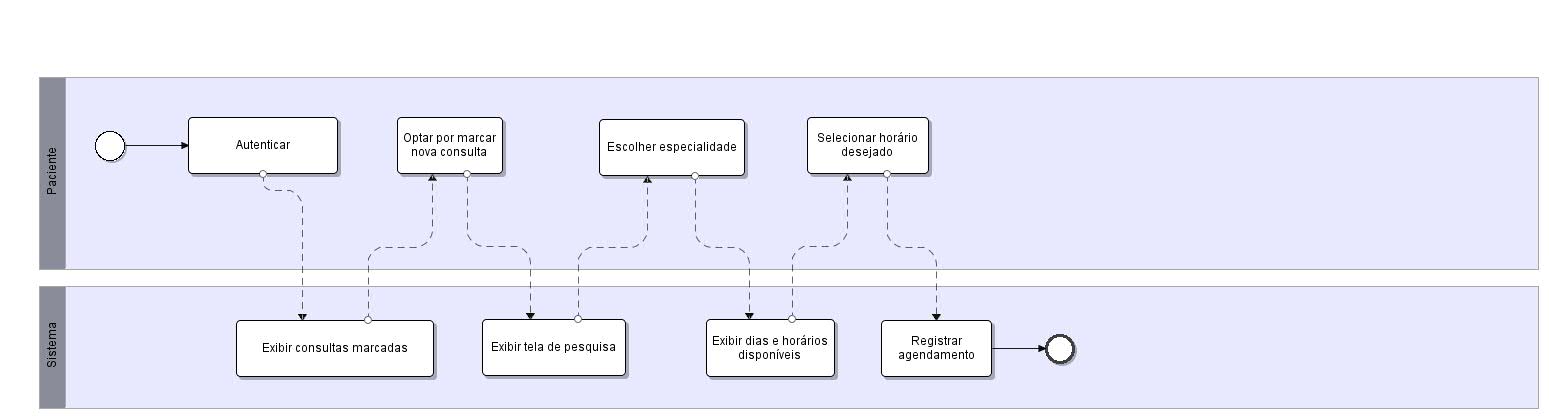 Paciente
Autenticar
Optar por marcar
nova consulta
Escolher especialidade
Selecionar horário
desejado
Sistema
Exibir consultas marcadas
Exibir tela de pesquisa
Exibir dias e horários
disponíveis
Registrar
agendamento